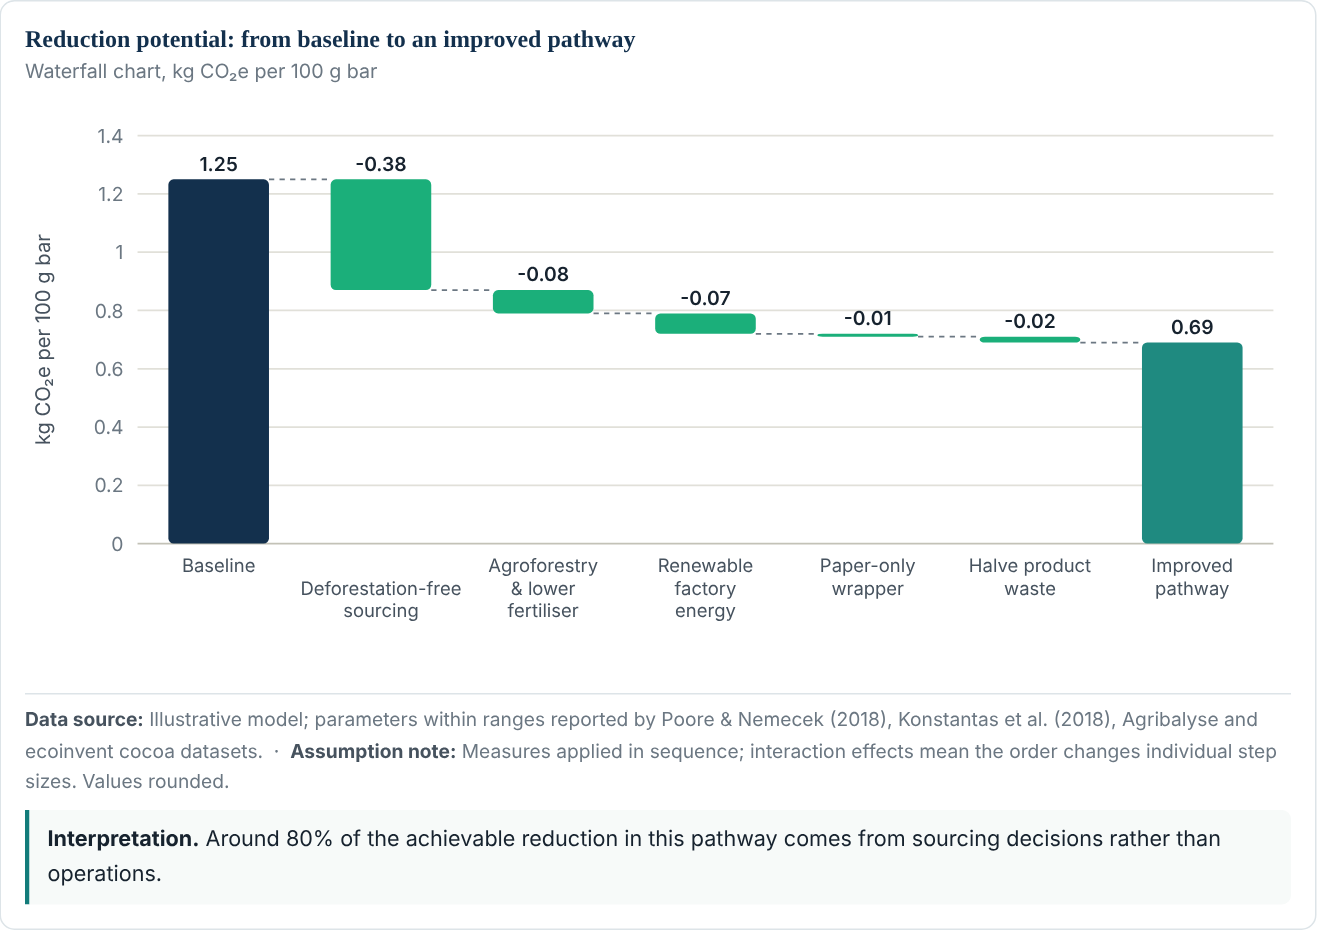 Reduction potential: from baseline to an improved pathway
Waterfall chart, kg CO₂e per 100 g bar
kg CO₂e per 100 g bar
1.4
1.2
1
0.8
0.6
0.4
0.2
0
1.25
-0.38
-0.08
-0.07
-0.01
-0.02
0.69
Baseline
Deforestation-free
sourcing
Agroforestry
& lower
fertiliser
Renewable
factory
energy
Paper-only
wrapper
Halve product
waste
Improved
pathway
Data source: Illustrative model; parameters within ranges reported by Poore & Nemecek (2018), Konstantas et al. (2018), Agribalyse and
ecoinvent cocoa datasets. · Assumption note: Measures applied in sequence; interaction effects mean the order changes individual step
sizes. Values rounded.
Interpretation. Around 80% of the achievable reduction in this pathway comes from sourcing decisions rather than
operations.